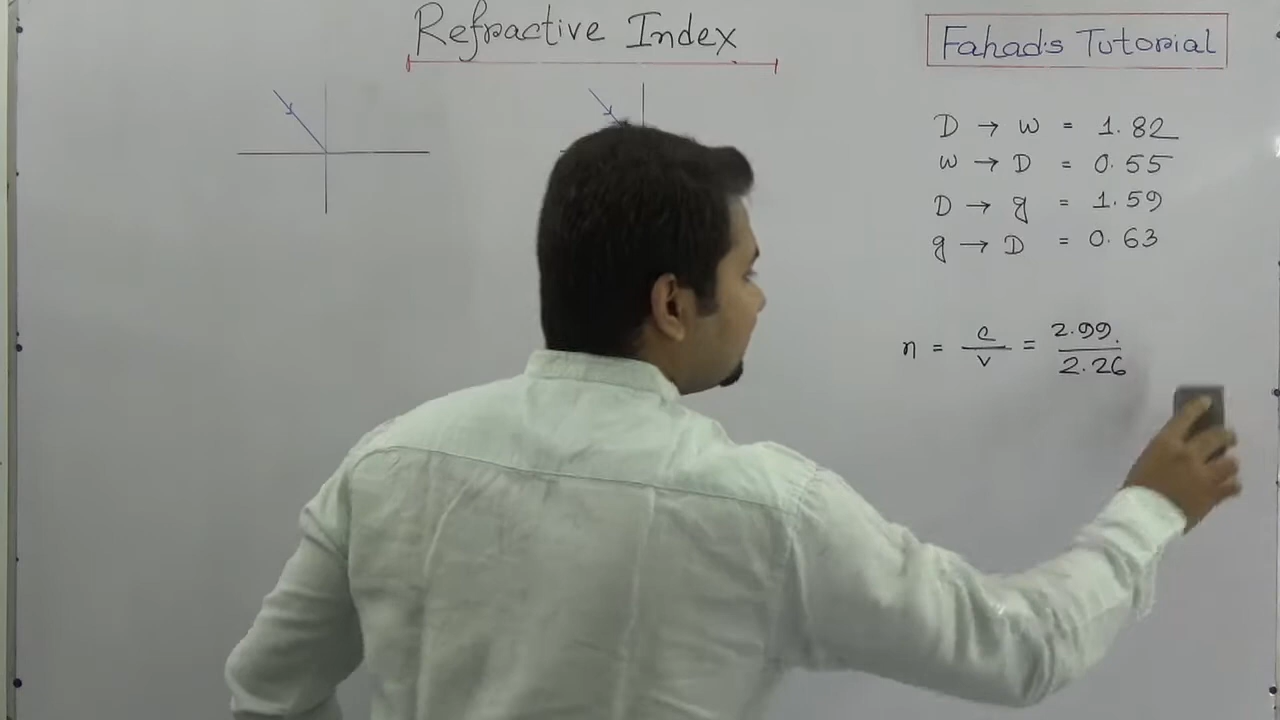 Refractive Index
Fahad's Tutorial
D → w = 1.82
w → D = 0.55
D → g = 1.59
g → D = 0.63
n = c/v = 2.99/2.26